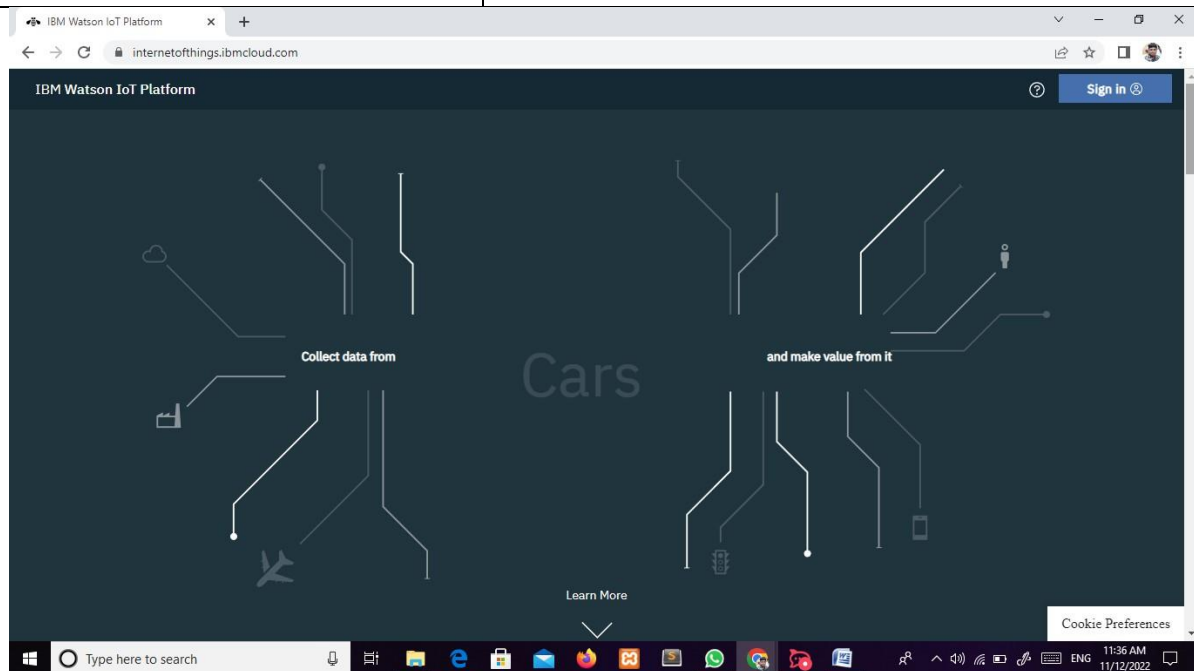 IBM Watson IoT Platform
internetofthings.ibmcloud.com
IBM Watson IoT Platform
Sign in
Collect data from
Cars
and make value from it
Learn More
Cookie Preferences
Type here to search
ENG
11:36 AM
11/12/2022